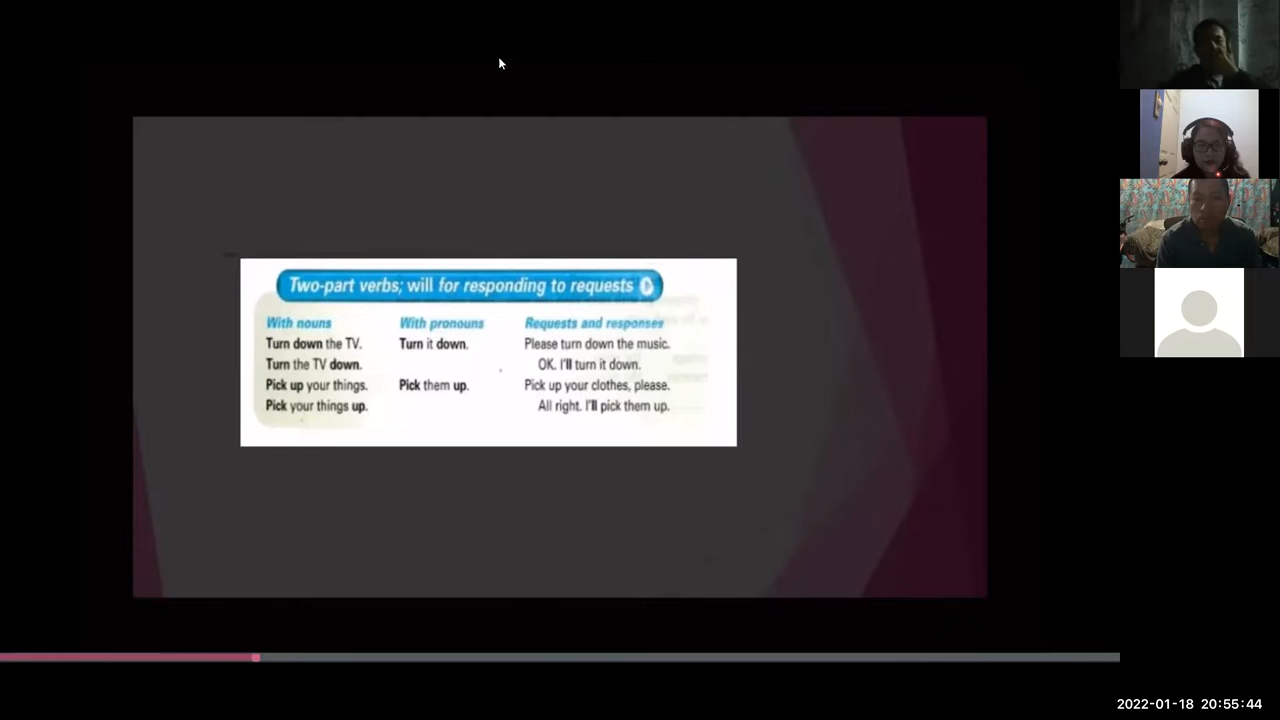 Two-part verbs; will for responding to requests
With nouns With pronouns Requests and responses
Turn down the TV. Turn it down. Please turn down the music.
Turn the TV down. OK. I'll turn it down.
Pick up your things. Pick them up. Pick up your clothes, please.
Pick your things up. All right. I'll pick them up.
2022-01-18 20:55:44